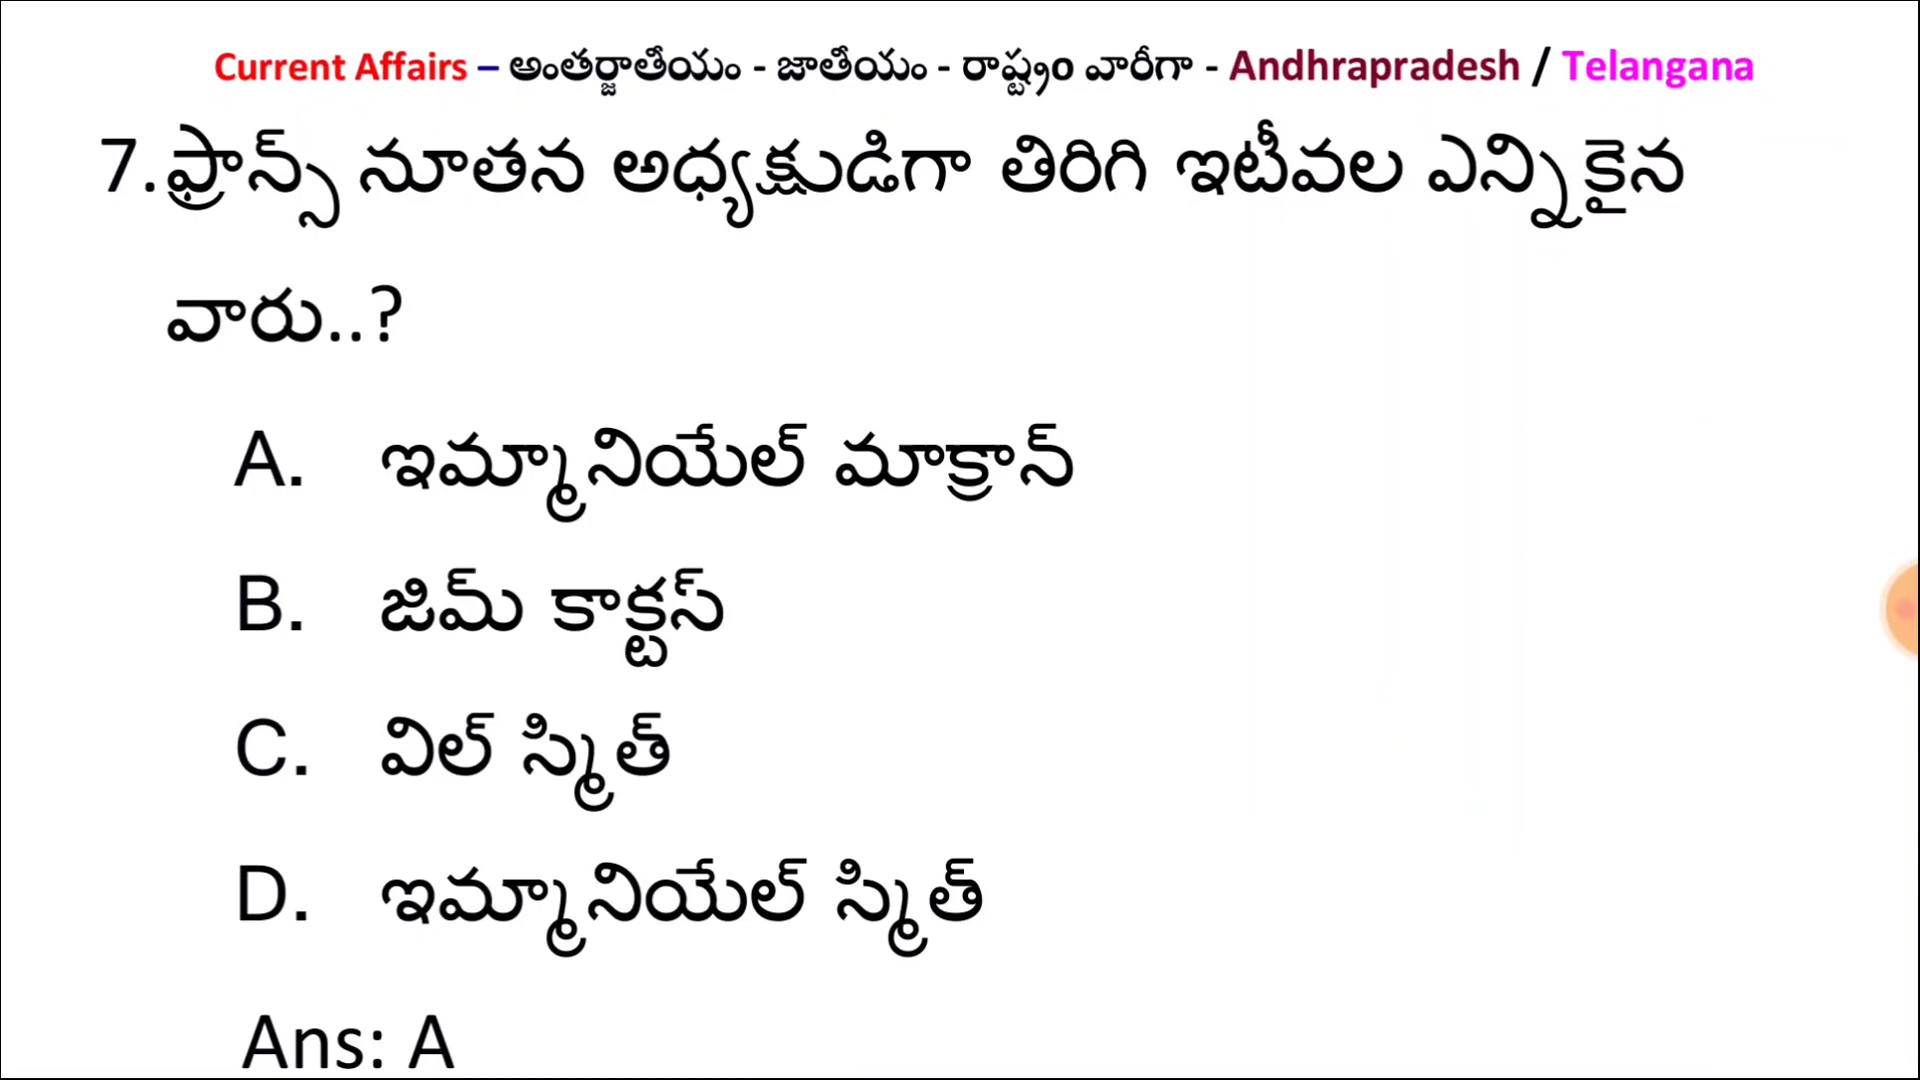 Current Affairs – అంతర్జాతీయం - జాతీయం - రాష్ట్రం వారీగా - Andhrapradesh / Telangana
7. ఫ్రాన్స్ నూతన అధ్యక్షుడిగా తిరిగి ఇటీవల ఎన్నికైన
వారు..?
A. ఇమ్మానియేల్ మాక్రాన్
B. జిమ్ కాక్టస్
C. విల్ స్మిత్
D. ఇమ్మానియేల్ స్మిత్
Ans: A